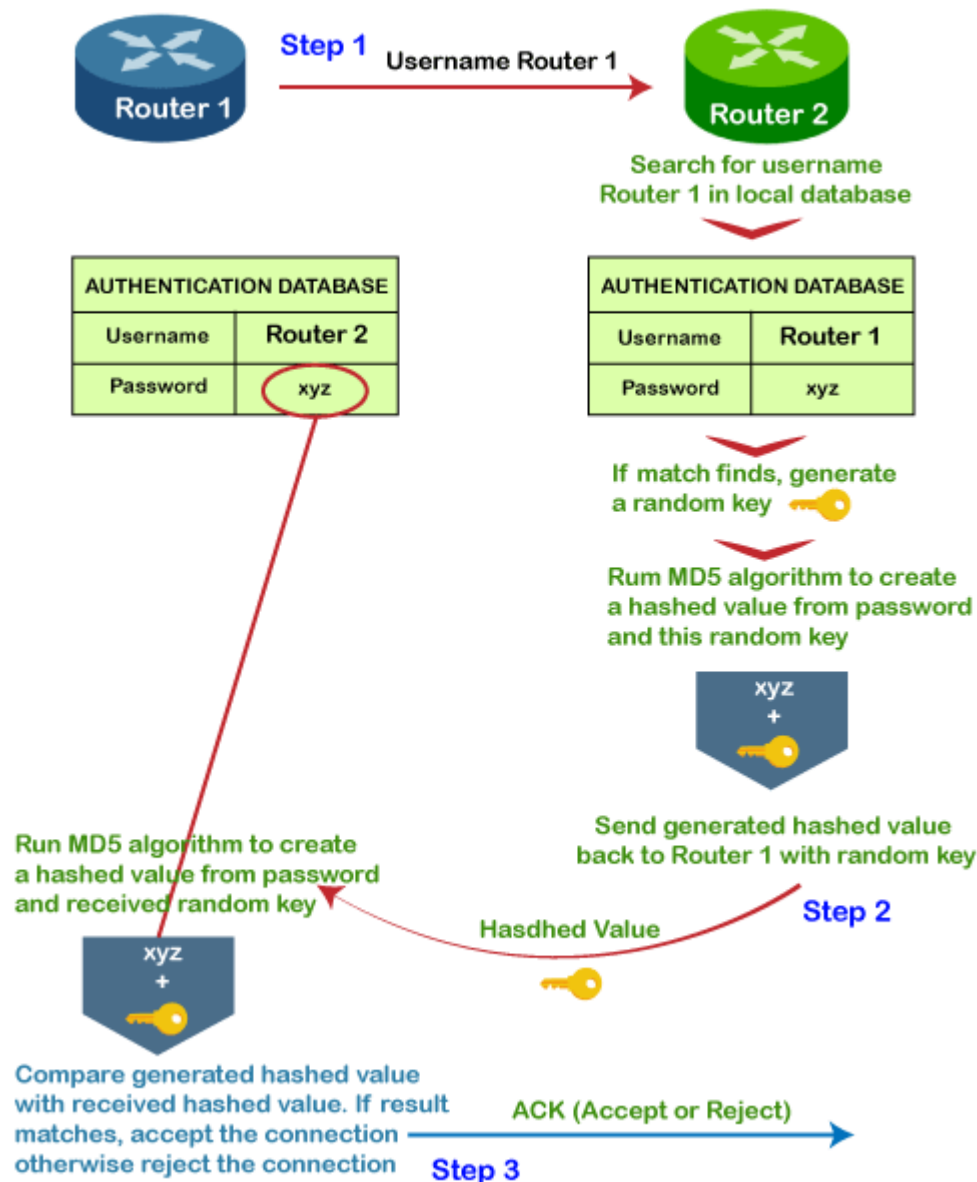 Step 1
Username Router 1
Router 1
Router 2
Search for username
Router 1 in local database
AUTHENTICATION DATABASE
Username Router 2
Password xyz
AUTHENTICATION DATABASE
Username Router 1
Password xyz
If match finds, generate
a random key
Rum MD5 algorithm to create
a hashed value from password
and this random key
xyz
+
Send generated hashed value
back to Router 1 with random key
Step 2
Hasdhed Value
Run MD5 algorithm to create
a hashed value from password
and received random key
xyz
+
Compare generated hashed value
with received hashed value. If result
matches, accept the connection
otherwise reject the connection
ACK (Accept or Reject)
Step 3